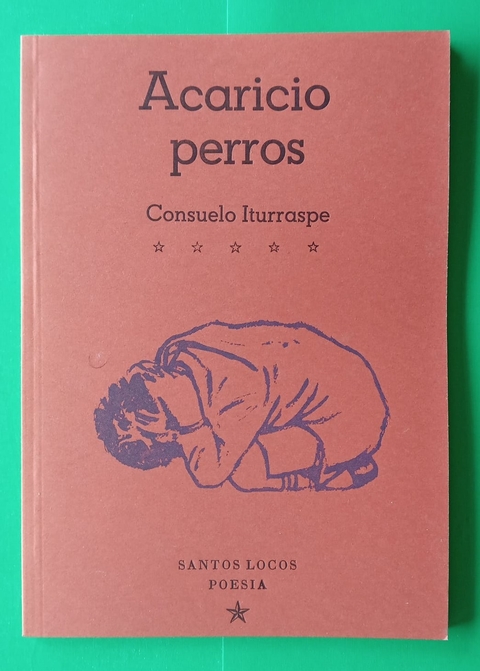 Acaricio
perros
Consuelo Iturraspe
SANTOS LOCOS
POESIA